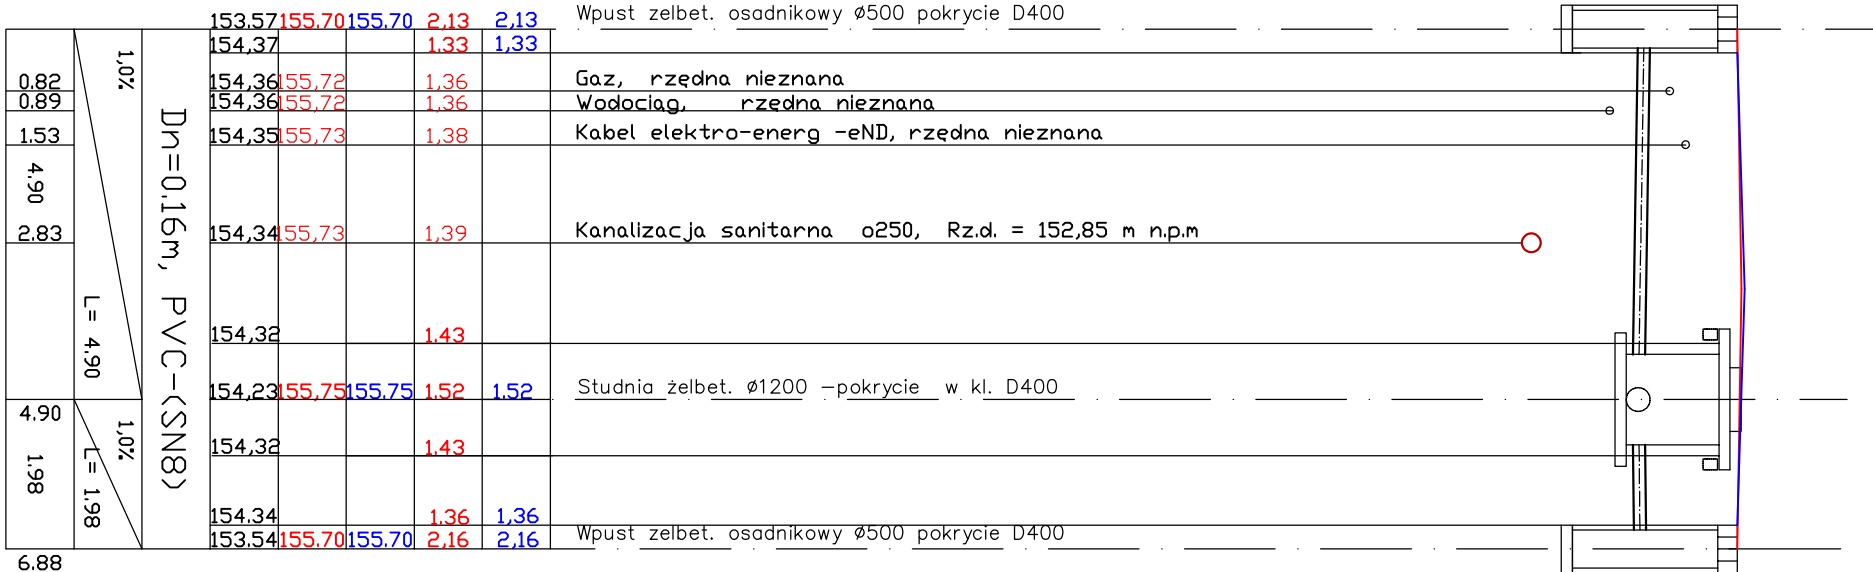 153.57 155.70 155.70 2,13 2,13 Wpust zelbet. osadnikowy ø500 pokrycie D400
154,37 1.33 1,33
0.82 154,36 155,72 1,36 Gaz, rzędna nieznana
0.89 154,36 155,72 1,36 Wodociąg, rzędna nieznana
1.53 154,35 155,73 1,38 Kabel elektro-energ -eND, rzędna nieznana
4.90
2.83 154,34 155,73 1,39 Kanalizacja sanitarna o250, Rz.d. = 152,85 m n.p.m
154,32 1.43
154,23 155,75 155.75 1.52 1.52 Studnia żelbet. ø1200 -pokrycie w kl. D400
4.90
154,32 1,43
1.98
154.34 1.36 1,36
153.54 155.70 155.70 2,16 2,16 Wpust zelbet. osadnikowy ø500 pokrycie D400
6.88
1,0%
L= 4.90
1,0%
L= 1.98
Dn=0.16m, PVC-(SN8)